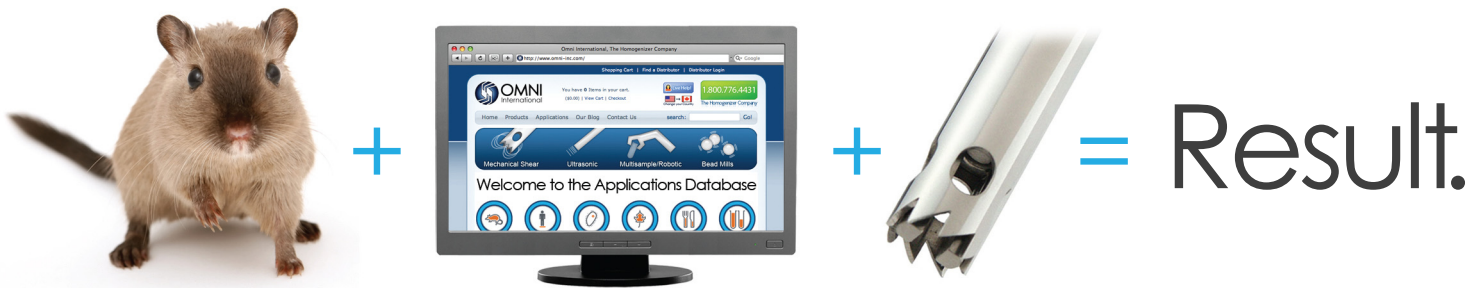 Omni International, The Homogenizer Company
http://www.omni-inc.com/
Google
Shopping Cart | Find a Distributor | Distributor Login
OMNI
International
You have 0 items in your cart.
($0.00) | View Cart | Checkout
Live Help!
1.800.776.4431
The Homogenizer Company
Home Products Applications Our Blog Contact Us search: Go!
Mechanical Shear Ultrasonic Multisample/Robotic Bead Mills
Welcome to the Applications Database
+ + = Result.